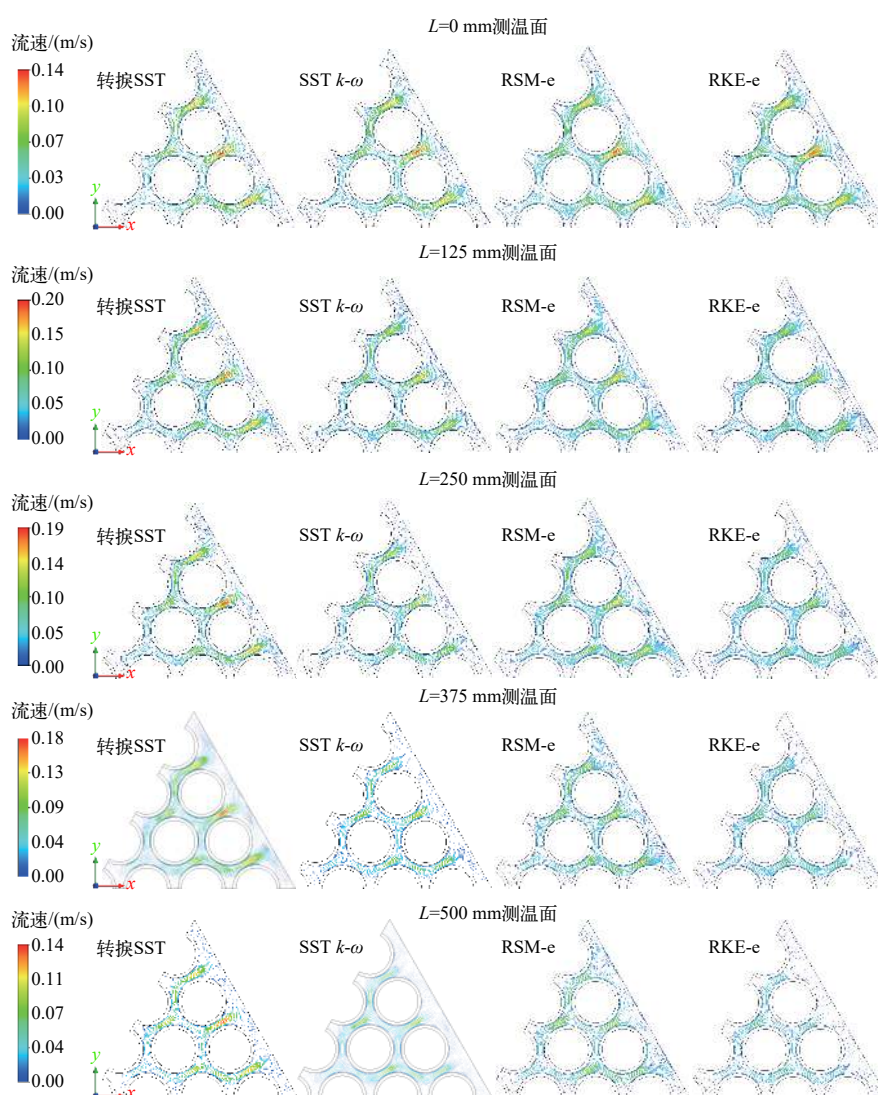 L=0 mm测温面
流速/(m/s)
转捩SST SST k-ω RSM-e RKE-e
0.14
0.10
0.07
0.03
0.00
y
x
L=125 mm测温面
流速/(m/s)
转捩SST SST k-ω RSM-e RKE-e
0.20
0.15
0.10
0.05
0.00
y
x
L=250 mm测温面
流速/(m/s)
转捩SST SST k-ω RSM-e RKE-e
0.19
0.14
0.10
0.05
0.00
y
x
L=375 mm测温面
流速/(m/s)
转捩SST SST k-ω RSM-e RKE-e
0.18
0.13
0.09
0.04
0.00
y
x
L=500 mm测温面
流速/(m/s)
转捩SST SST k-ω RSM-e RKE-e
0.14
0.11
0.07
0.04
0.00
y
x